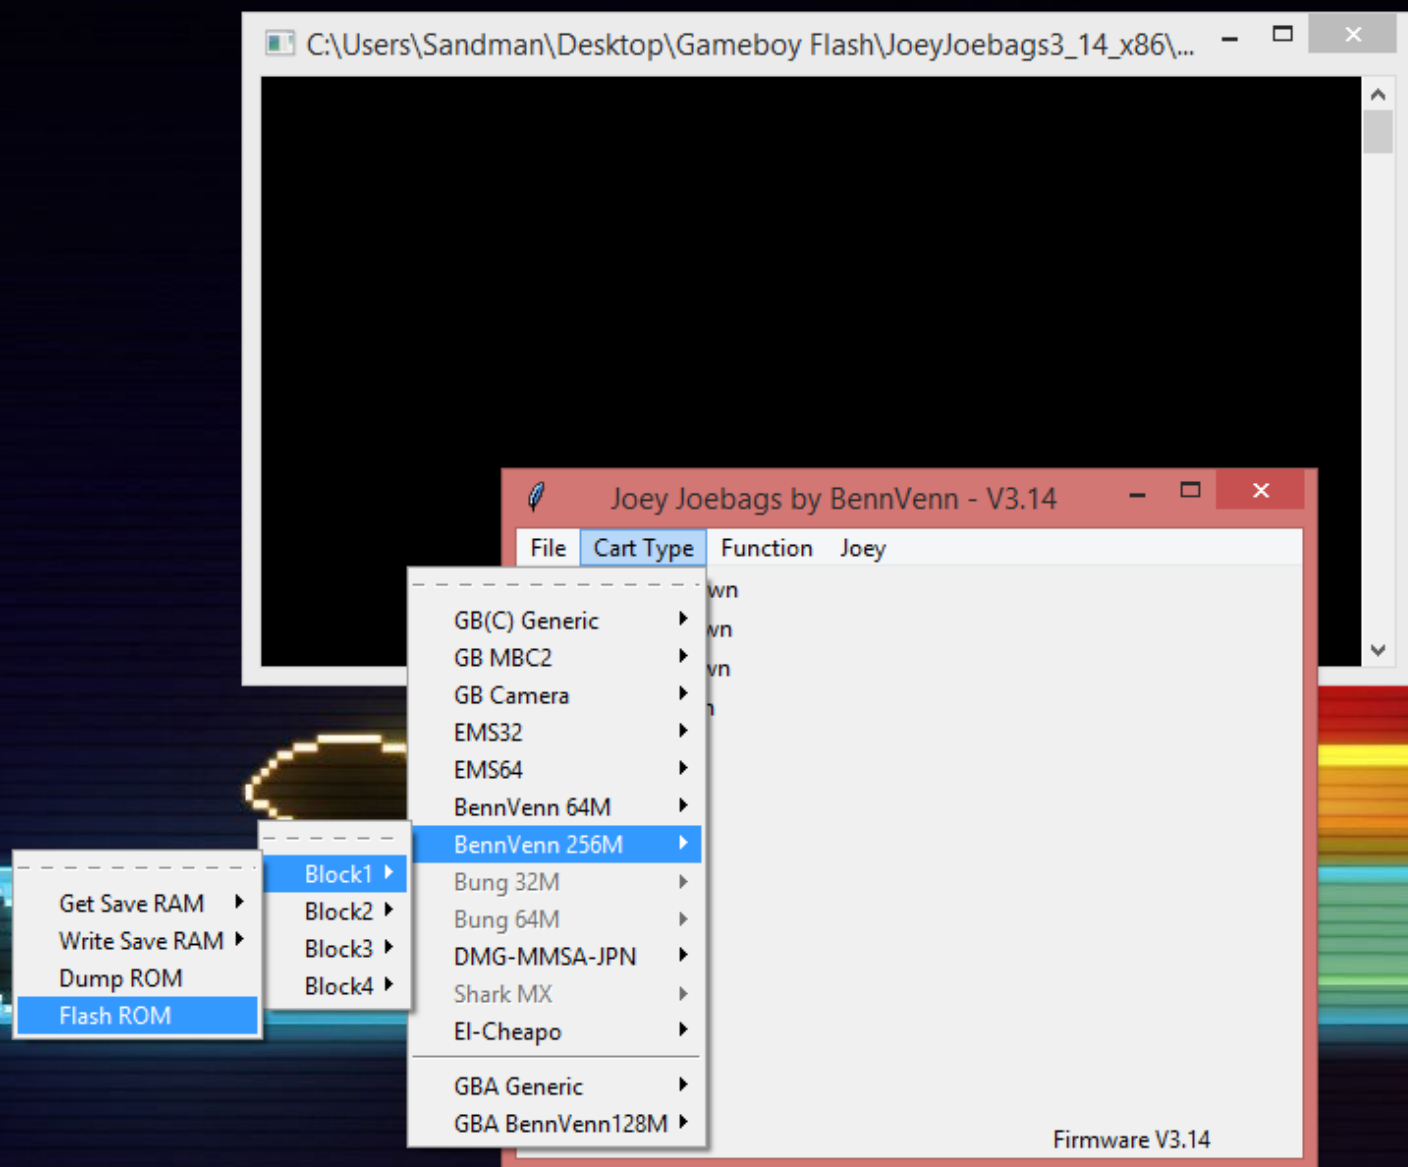 C:\Users\Sandman\Desktop\Gameboy Flash\JoeyJoebags3_14_x86\...
Joey Joebags by BennVenn - V3.14
File Cart Type Function Joey
wn
wn
vn
GB(C) Generic
GB MBC2
GB Camera
EMS32
EMS64
BennVenn 64M
BennVenn 256M
Bung 32M
Bung 64M
DMG-MMSA-JPN
Shark MX
El-Cheapo
GBA Generic
GBA BennVenn128M
Block1
Block2
Block3
Block4
Get Save RAM
Write Save RAM
Dump ROM
Flash ROM
Firmware V3.14